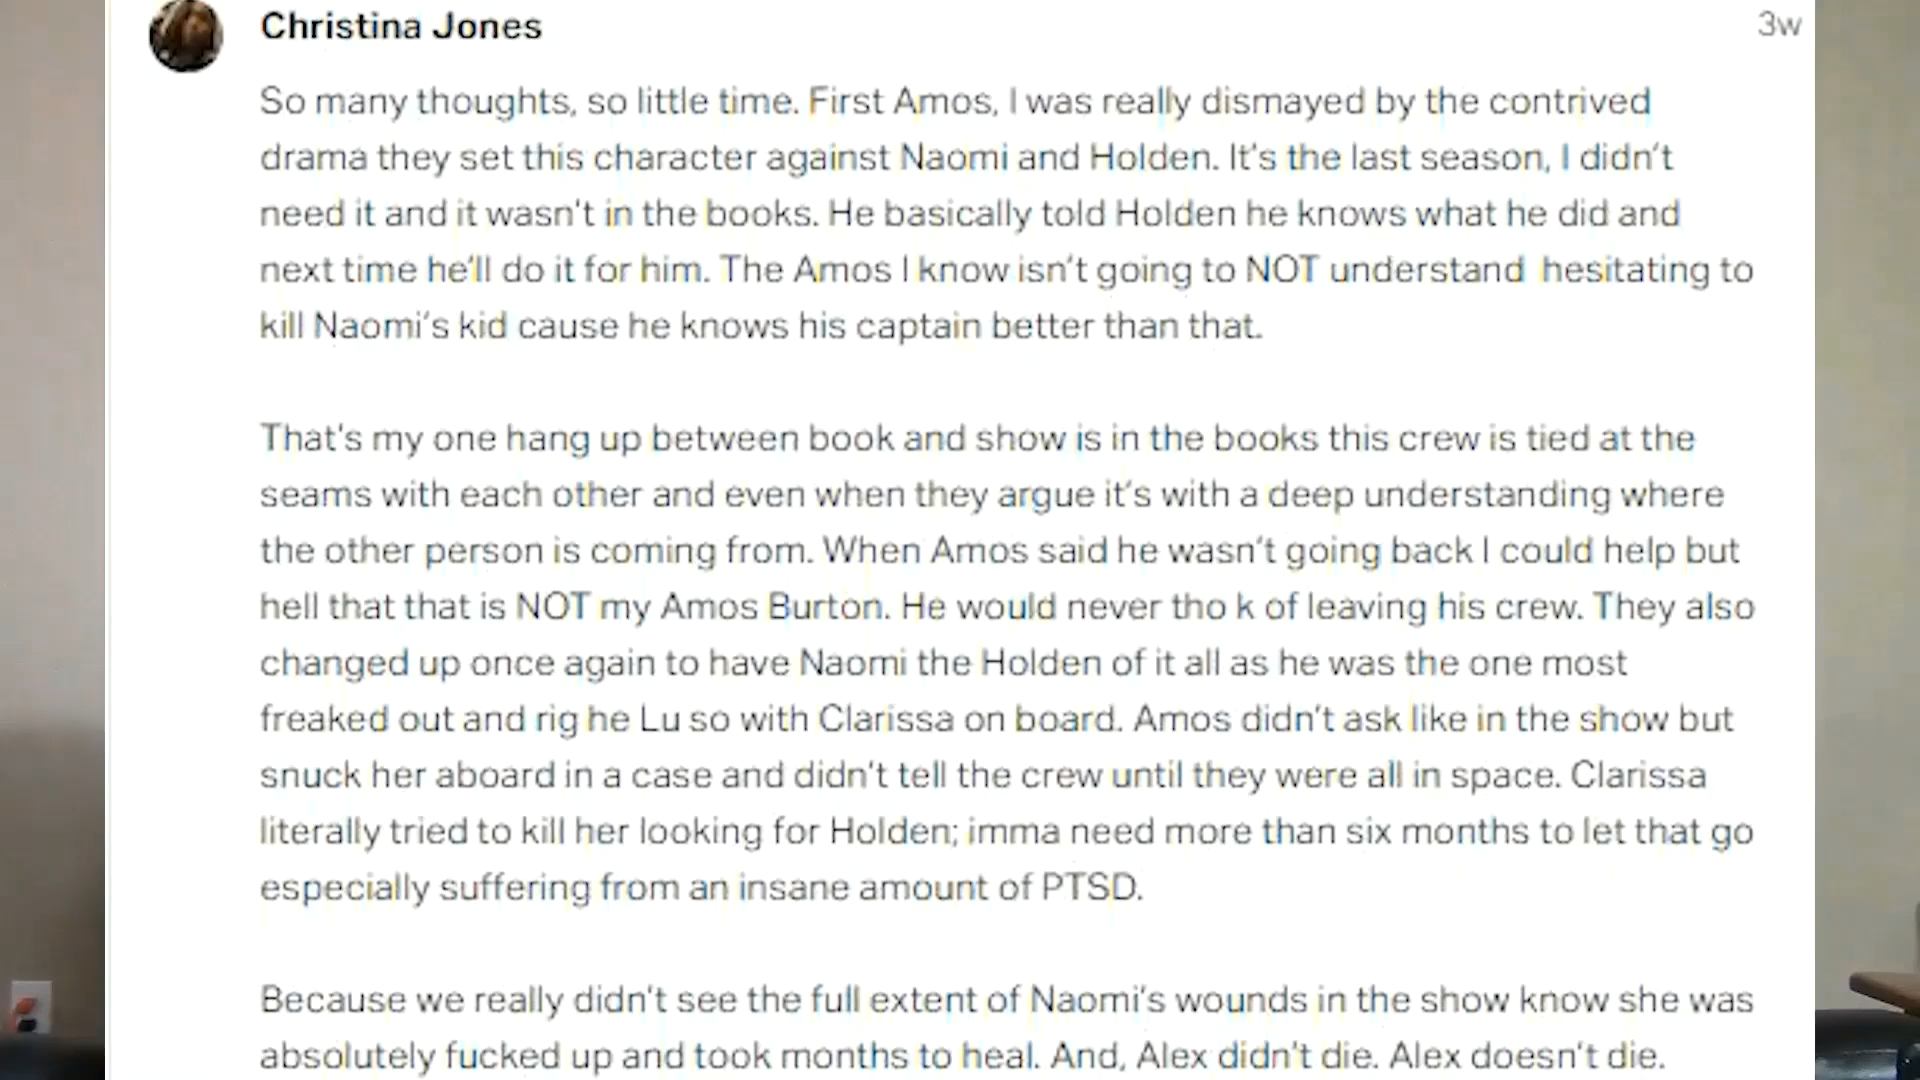 Christina Jones
3w
So many thoughts, so little time. First Amos, I was really dismayed by the contrived
drama they set this character against Naomi and Holden. It's the last season, I didn't
need it and it wasn't in the books. He basically told Holden he knows what he did and
next time he'll do it for him. The Amos I know isn't going to NOT understand hesitating to
kill Naomi's kid cause he knows his captain better than that.
That's my one hang up between book and show is in the books this crew is tied at the
seams with each other and even when they argue it's with a deep understanding where
the other person is coming from. When Amos said he wasn't going back I could help but
hell that that is NOT my Amos Burton. He would never tho k of leaving his crew. They also
changed up once again to have Naomi the Holden of it all as he was the one most
freaked out and rig he Lu so with Clarissa on board. Amos didn't ask like in the show but
snuck her aboard in a case and didn't tell the crew until they were all in space. Clarissa
literally tried to kill her looking for Holden; imma need more than six months to let that go
especially suffering from an insane amount of PTSD.
Because we really didn't see the full extent of Naomi's wounds in the show know she was
absolutely fucked up and took months to heal. And, Alex didn't die. Alex doesn't die.